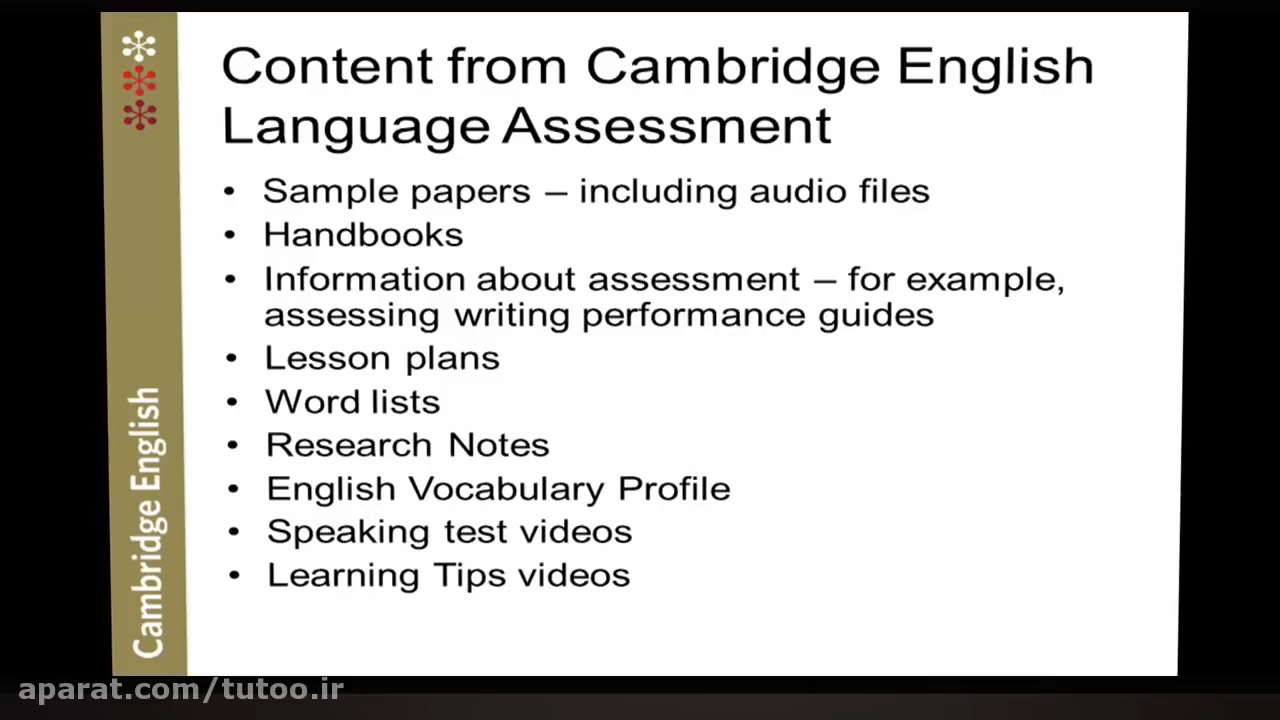 Content from Cambridge English
Language Assessment
• Sample papers – including audio files
• Handbooks
• Information about assessment – for example,
assessing writing performance guides
• Lesson plans
• Word lists
• Research Notes
• English Vocabulary Profile
• Speaking test videos
• Learning Tips videos
Cambridge English
aparat.com/tutoo.ir